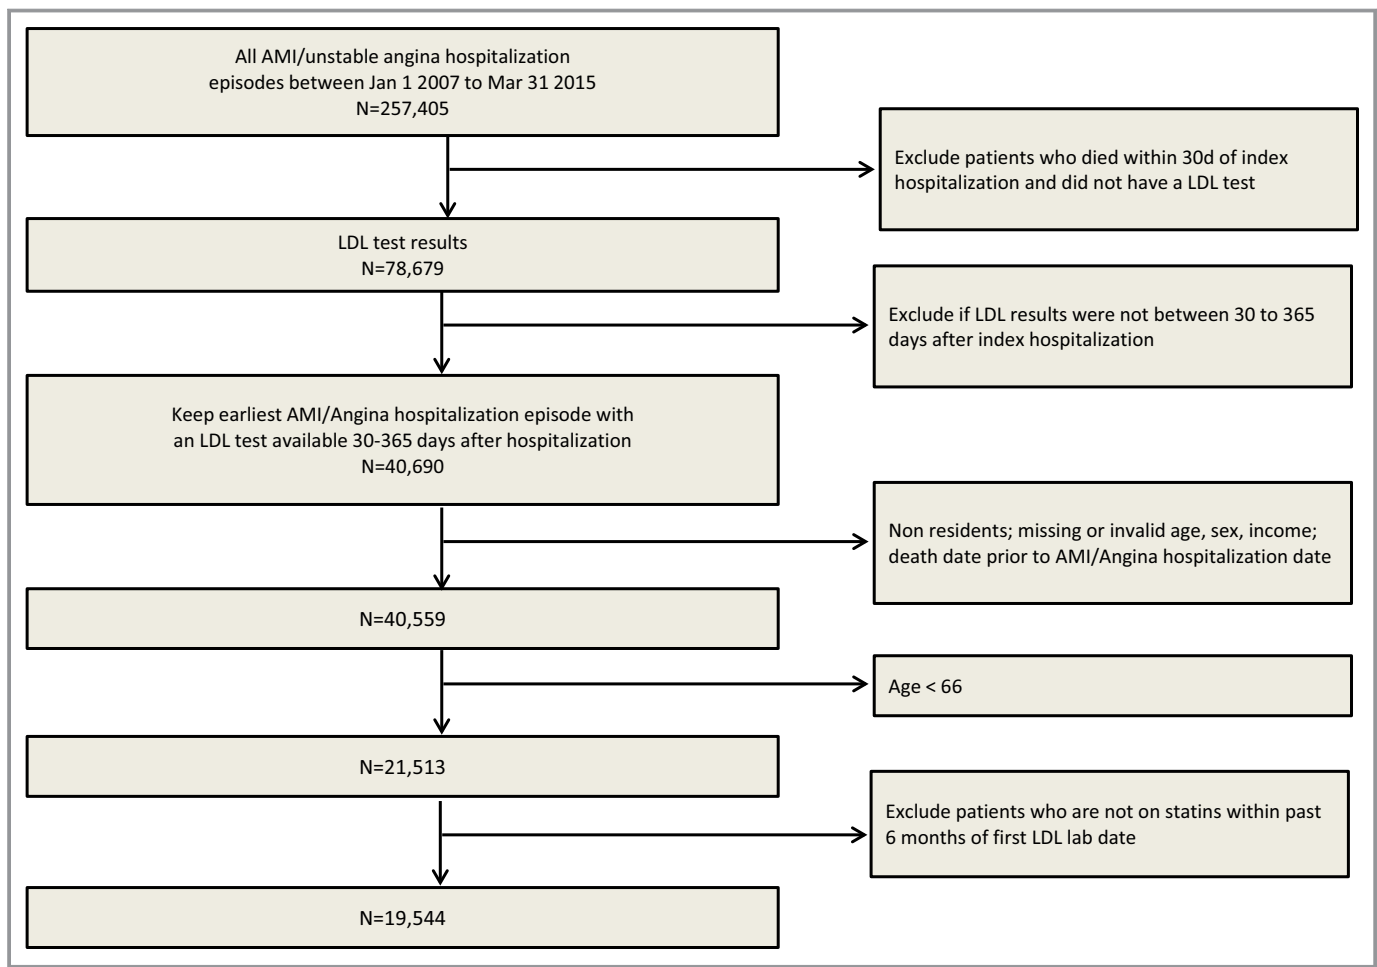 All AMI/unstable angina hospitalization
episodes between Jan 1 2007 to Mar 31 2015
N=257,405
Exclude patients who died within 30d of index
hospitalization and did not have a LDL test
LDL test results
N=78,679
Exclude if LDL results were not between 30 to 365
days after index hospitalization
Keep earliest AMI/Angina hospitalization episode with
an LDL test available 30-365 days after hospitalization
N=40,690
Non residents; missing or invalid age, sex, income;
death date prior to AMI/Angina hospitalization date
N=40,559
Age < 66
N=21,513
Exclude patients who are not on statins within past
6 months of first LDL lab date
N=19,544